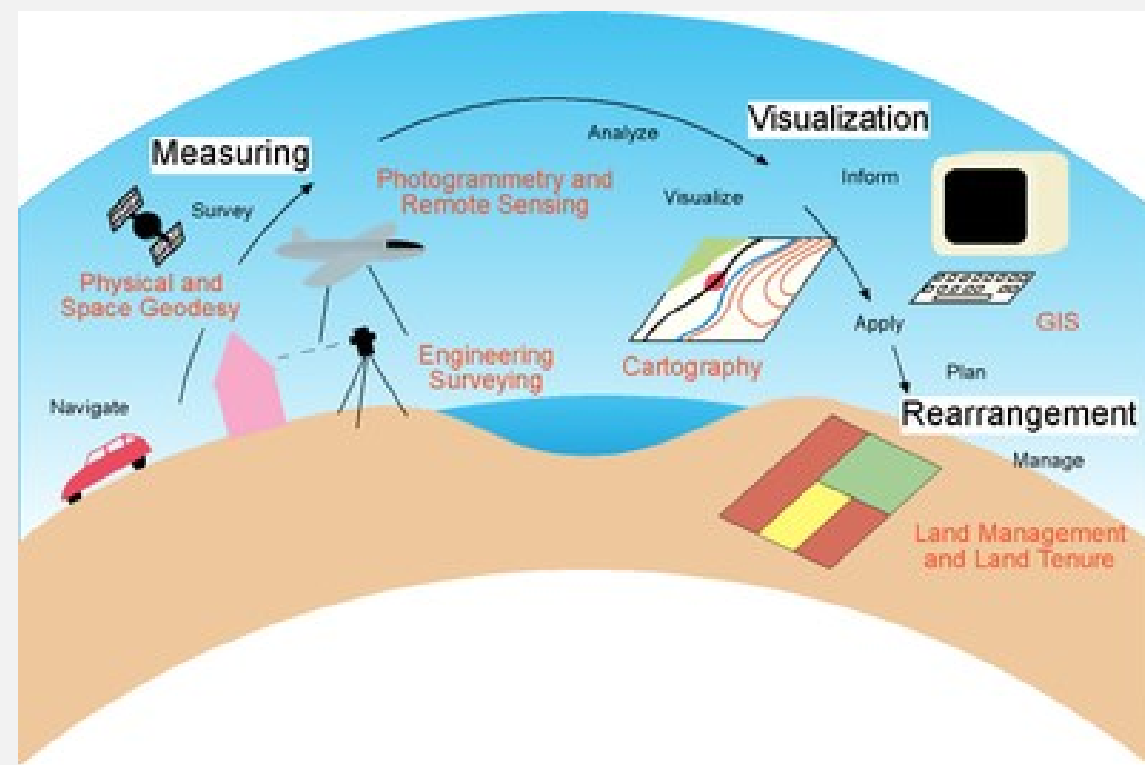 Measuring
Visualization
Analyze
Inform
Photogrammetry and
Remote Sensing
Visualize
Survey
Physical and
Space Geodesy
Apply
GIS
Engineering
Surveying
Cartography
Plan
Navigate
Rearrangement
Manage
Land Management
and Land Tenure